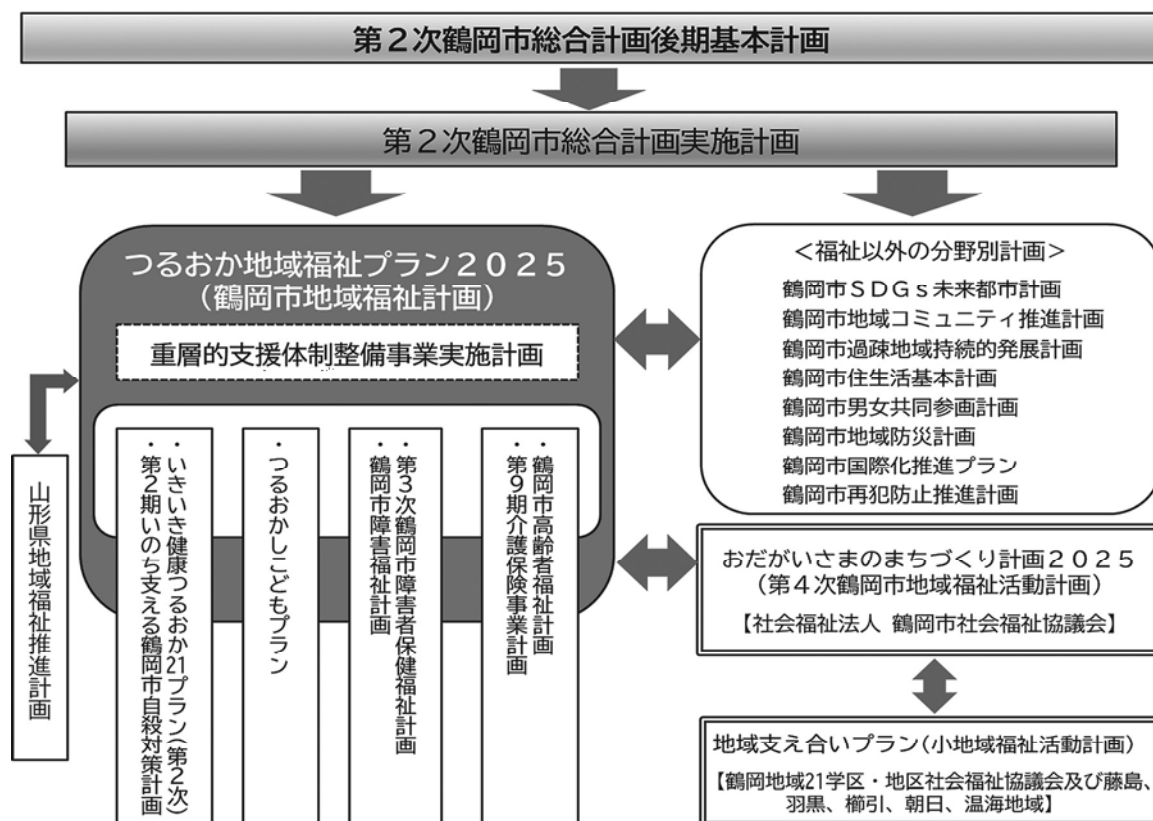 第２次鶴岡市総合計画後期基本計画
第２次鶴岡市総合計画実施計画
つるおか地域福祉プラン２０２５
（鶴岡市地域福祉計画）
重層的支援体制整備事業実施計画
・鶴岡市高齢者福祉計画
・第９期介護保険事業計画
・第３次鶴岡市障害者保健福祉計画
・鶴岡市障害福祉計画
・つるおかしこどもプラン
・いきいき健康つるおか21プラン（第２次）
・第２期いのち支える鶴岡市自殺対策計画
山形県地域福祉推進計画
＜福祉以外の分野別計画＞
鶴岡市ＳＤＧｓ未来都市計画
鶴岡市地域コミュニティ推進計画
鶴岡市過疎地域持続的発展計画
鶴岡市住生活基本計画
鶴岡市男女共同参画計画
鶴岡市地域防災計画
鶴岡市国際化推進プラン
鶴岡市再犯防止推進計画
おだがいさまのまちづくり計画２０２５
（第４次鶴岡市地域福祉活動計画）
【社会福祉法人 鶴岡市社会福祉協議会】
地域支え合いプラン（小地域福祉活動計画）
【鶴岡地域21学区・地区社会福祉協議会及び藤島、
羽黒、櫛引、朝日、温海地域】